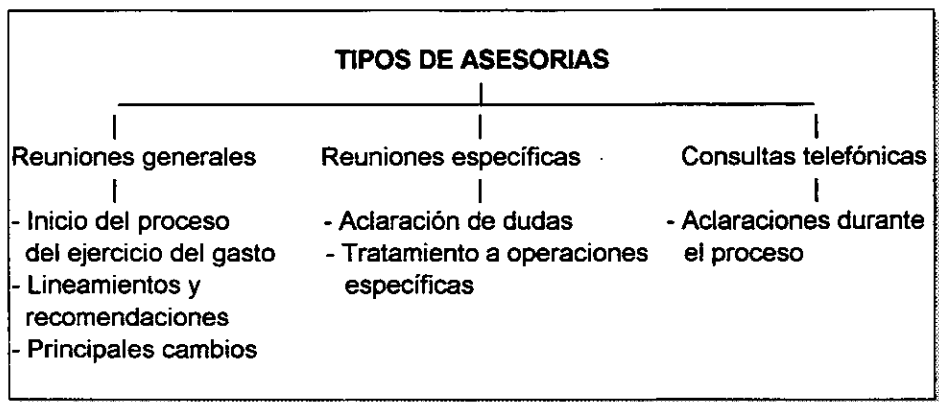 TIPOS DE ASESORIAS
Reuniones generales
- Inicio del proceso
del ejercicio del gasto
- Lineamientos y
recomendaciones
- Principales cambios
Reuniones específicas
- Aclaración de dudas
- Tratamiento a operaciones
específicas
Consultas telefónicas
- Aclaraciones durante
el proceso